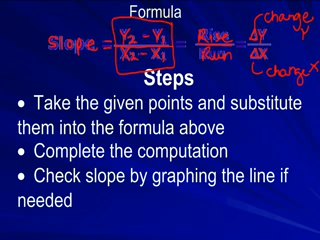 Formula
change Y
Slope = Y2 - Y1 / X2 - X1 = Rise / Run = ΔY / ΔX
change X
Steps
• Take the given points and substitute
them into the formula above
• Complete the computation
• Check slope by graphing the line if
needed